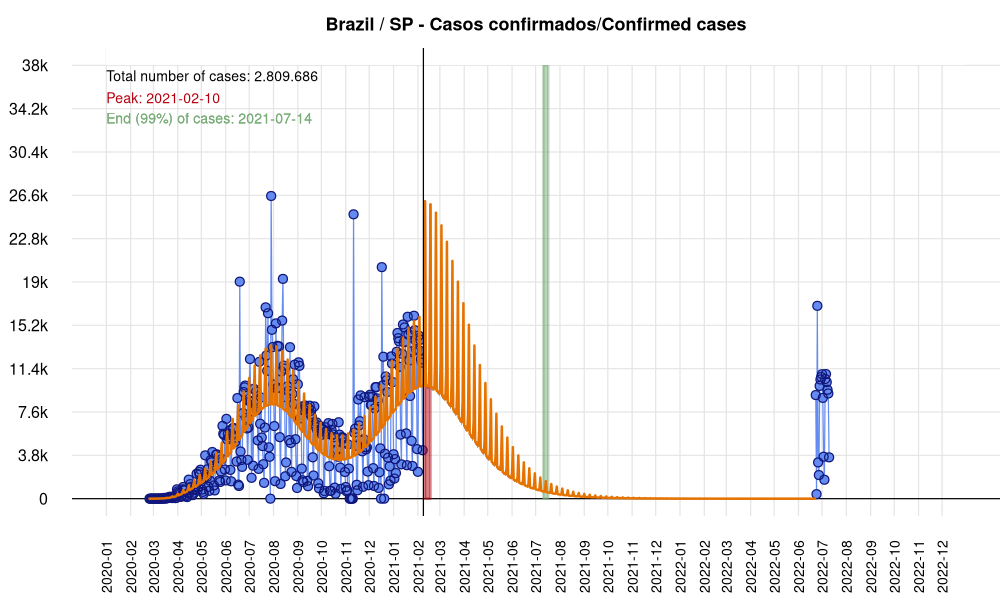 Brazil / SP - Casos confirmados/Confirmed cases
Total number of cases: 2.809.686
Peak: 2021-02-10
End (99%) of cases: 2021-07-14
38k
34.2k
30.4k
26.6k
22.8k
19k
15.2k
11.4k
7.6k
3.8k
0
2020-01
2020-02
2020-03
2020-04
2020-05
2020-06
2020-07
2020-08
2020-09
2020-10
2020-11
2020-12
2021-01
2021-02
2021-03
2021-04
2021-05
2021-06
2021-07
2021-08
2021-09
2021-10
2021-11
2021-12
2022-01
2022-02
2022-03
2022-04
2022-05
2022-06
2022-07
2022-08
2022-09
2022-10
2022-11
2022-12